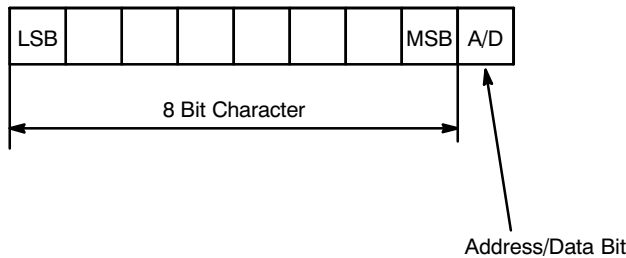 LSB MSB A/D
8 Bit Character
Address/Data Bit